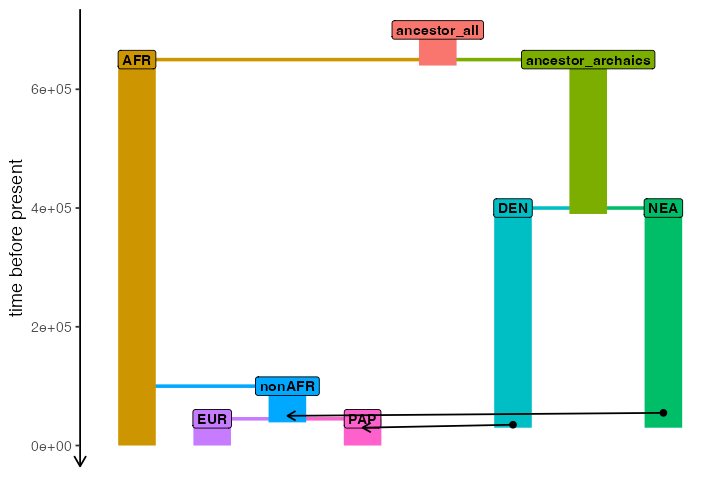 ancestor_all
AFR
ancestor_archaics
6e+05
4e+05
DEN
NEA
time before present
2e+05
nonAFR
EUR
PAP
0e+00